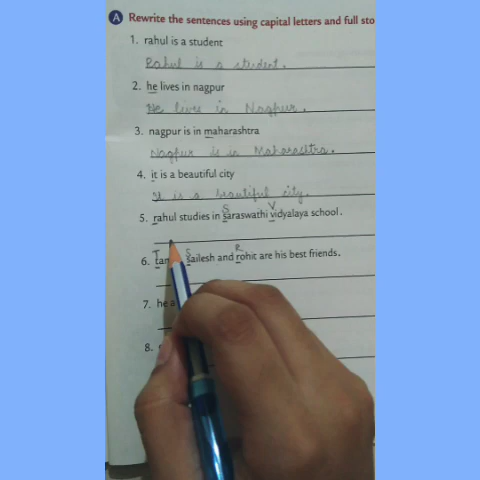 A Rewrite the sentences using capital letters and full sto
1. rahul is a student
Rahul is a student.
2. he lives in nagpur
He lives in Nagpur.
3. nagpur is in maharashtra
Nagpur is in Maharashtra.
4. it is a beautiful city
It is a beautiful city.
S V
5. rahul studies in saraswathi vidyalaya school.
T S R
6. sailesh and rohit are his best friends.
7. he
8.